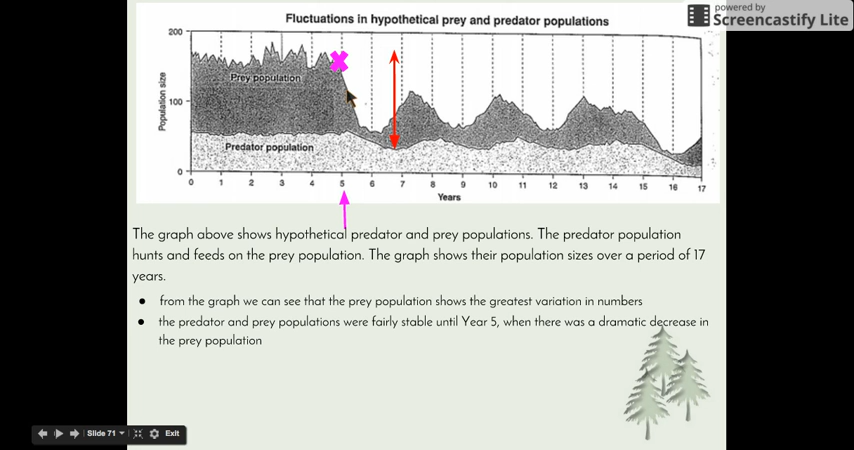 powered by
Screencastify Lite
Fluctuations in hypothetical prey and predator populations
200
100
0
Population size
Prey population
Predator population
0 1 2 3 4 5 6 7 8 9 10 11 12 13 14 15 16 17
Years
The graph above shows hypothetical predator and prey populations. The predator population
hunts and feeds on the prey population. The graph shows their population sizes over a period of 17
years.
● from the graph we can see that the prey population shows the greatest variation in numbers
● the predator and prey populations were fairly stable until Year 5, when there was a dramatic decrease in
the prey population
Slide 71
Exit